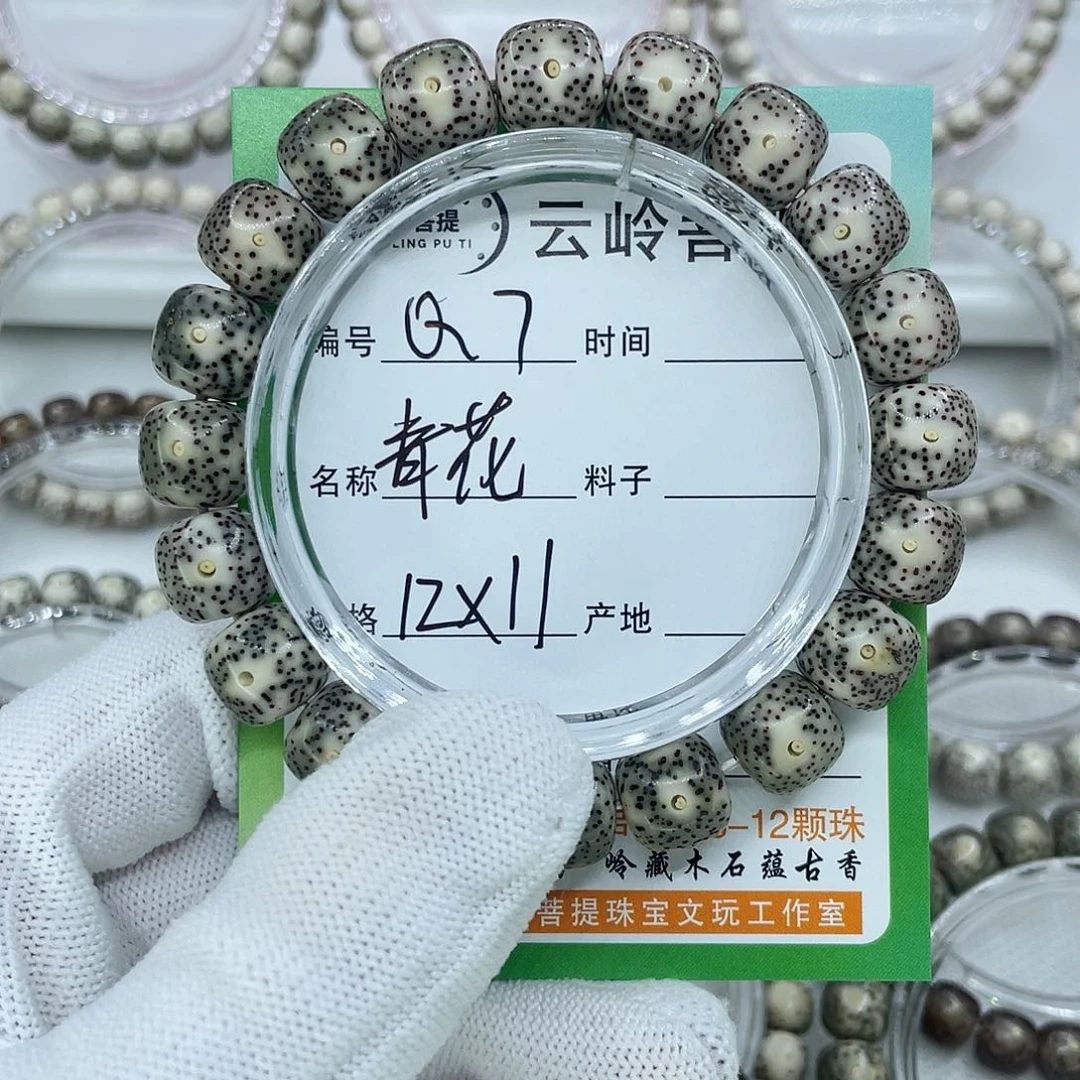 菩提
LING PU TI
云岭菩
编号 Q7 时间
名称 青花 料子
格 12X11 产地
-12颗珠
岭藏木石蕴古香
菩提珠宝文玩工作室